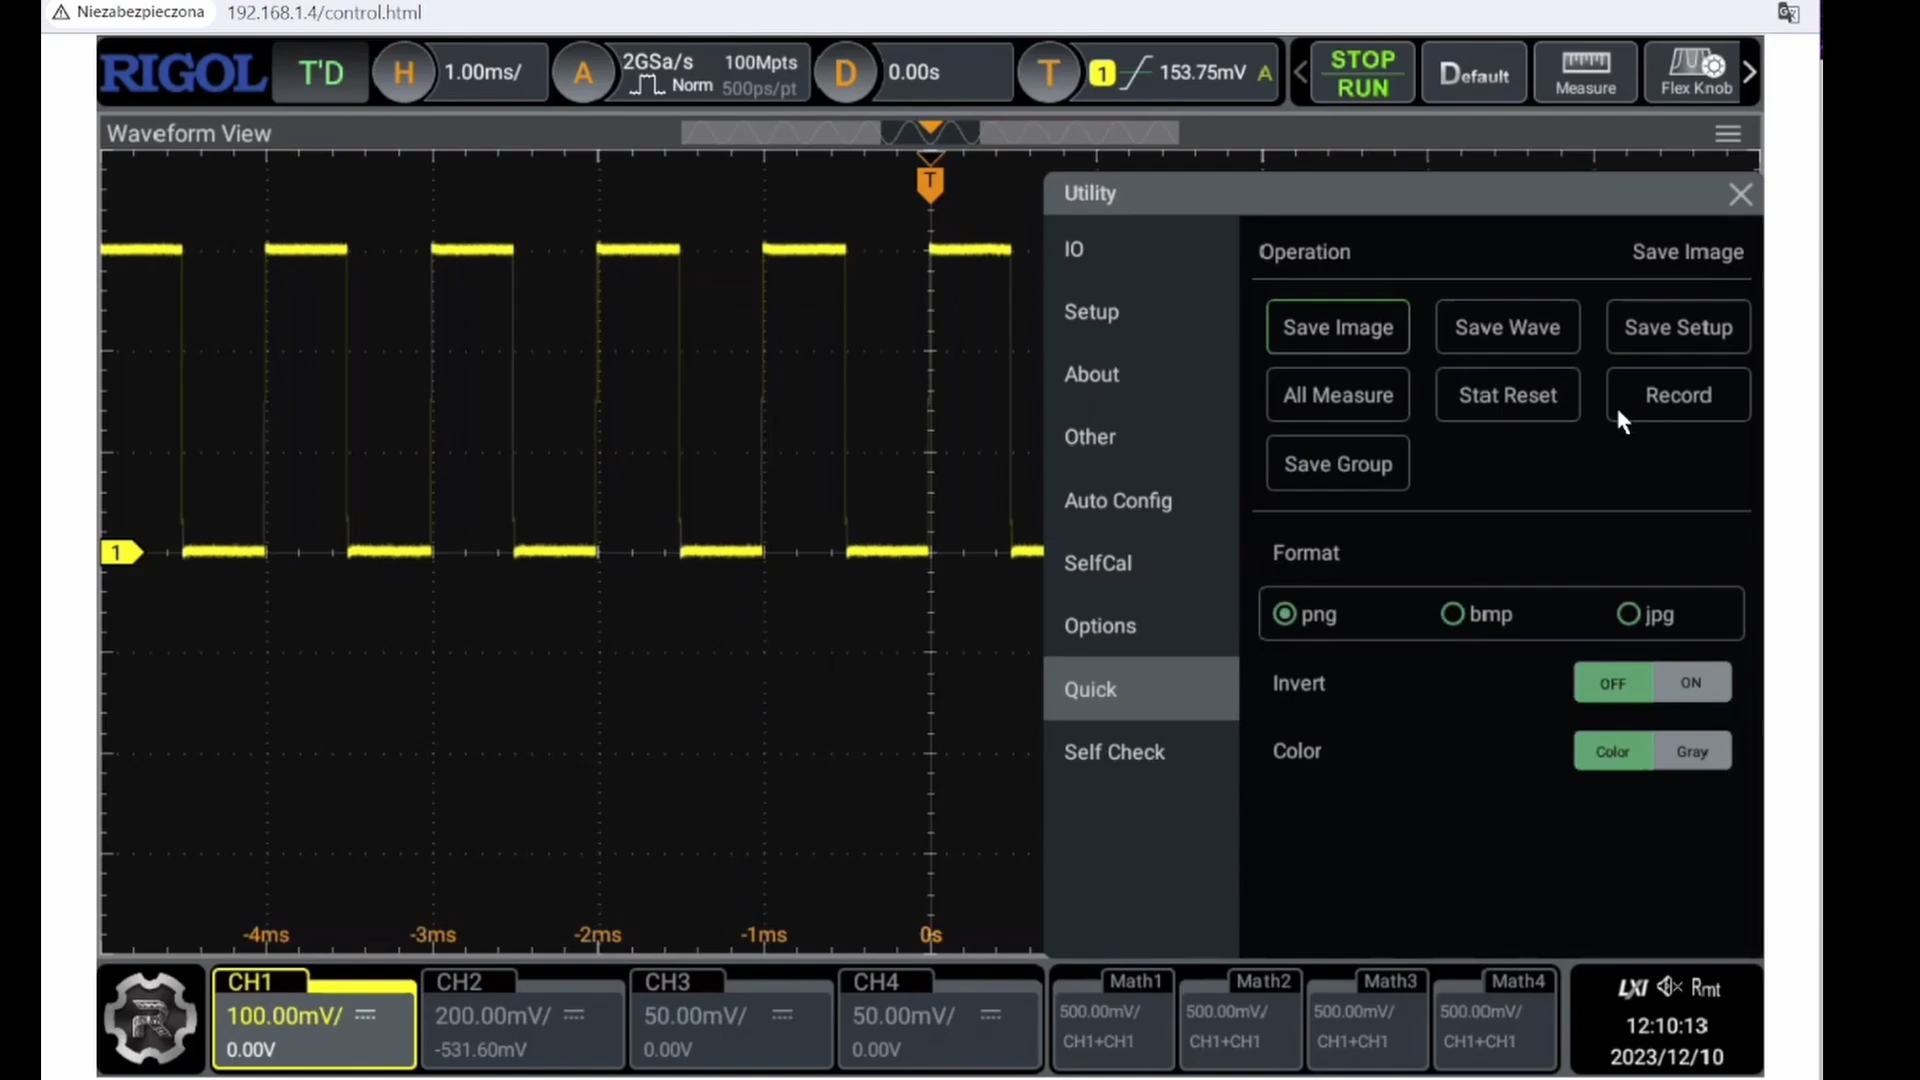 Niezabezpieczona 192.168.1.4/control.html
RIGOL T'D H 1.00ms/ A 2GSa/s 100Mpts Norm 500ps/pt D 0.00s T 1 153.75mV A STOP RUN Default Measure Flex Knob
Waveform View
T
Utility
IO
Setup
About
Other
Auto Config
SelfCal
Options
Quick
Self Check
Operation Save Image
Save Image Save Wave Save Setup
All Measure Stat Reset Record
Save Group
Format
png bmp jpg
Invert OFF ON
Color Color Gray
1
-4ms -3ms -2ms -1ms 0s
CH1 CH2 CH3 CH4 Math1 Math2 Math3 Math4
100.00mV/ 200.00mV/ 50.00mV/ 50.00mV/ 500.00mV/ 500.00mV/ 500.00mV/ 500.00mV/
0.00V -531.60mV 0.00V 0.00V CH1+CH1 CH1+CH1 CH1+CH1 CH1+CH1
LXI Rmt
12:10:13
2023/12/10